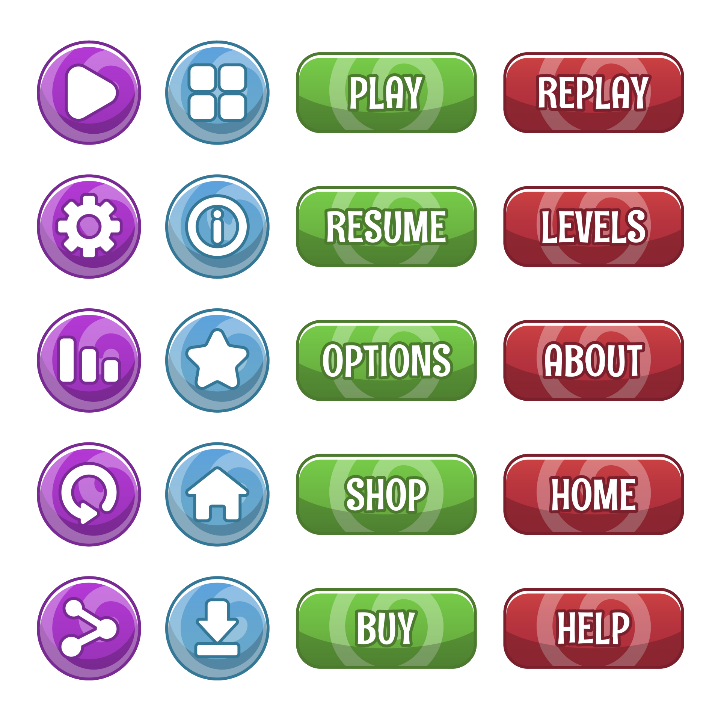 PLAY
REPLAY
RESUME
LEVELS
OPTIONS
ABOUT
SHOP
HOME
BUY
HELP